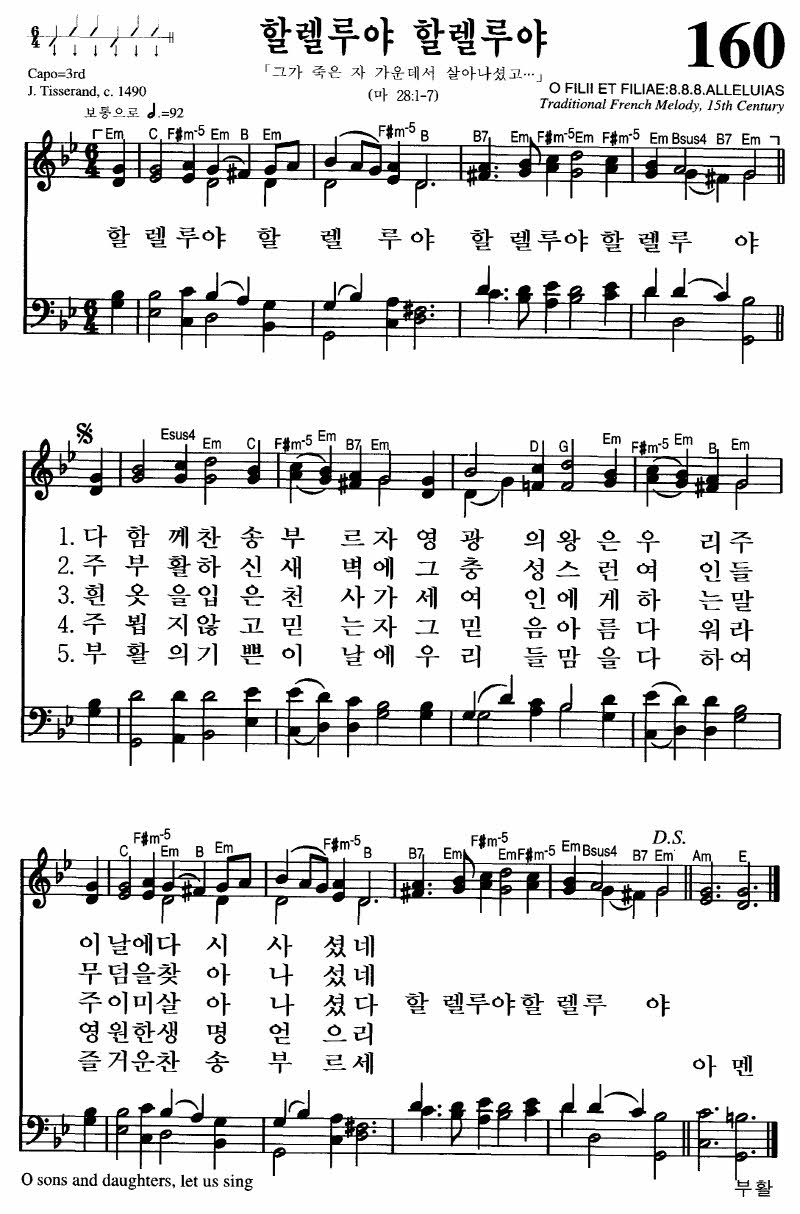 할렐루야 할렐루야
160
「그가 죽은 자 가운데서 살아나셨고…」
(마 28:1-7)
6/4
Capo=3rd
J. Tisserand, c. 1490
보통으로 𝅗𝅥.=92
O FILII ET FILIAE:8.8.8.ALLELUIAS
Traditional French Melody, 15th Century
Em C F#m-5 Em B Em F#m-5 B B7 Em F#m-5 Em F#m-5 Em Bsus4 B7 Em
할 렐 루 야 할 렐 루 야 할 렐 루 야 할 렐 루 야
Esus4 Em C F#m-5 Em B7 Em D G Em F#m-5 Em B Em
1. 다 함 께 찬 송 부 르 자 영 광 의 왕 은 우 리 주
2. 주 부 활 하 신 새 벽 에 그 충 성 스 런 여 인 들
3. 흰 옷 을 입 은 천 사 가 세 여 인 에 게 하 는 말
4. 주 뵙 지 않 고 믿 는 자 그 믿 음 아 름 다 워 라
5. 부 활 의 기 쁜 이 날 에 우 리 들 맘 을 다 하 여
D.S.
C F#m-5 Em B Em F#m-5 B B7 Em F#m-5 Em F#m-5 Em Bsus4 B7 Em Am E
이 날 에 다 시 사 셨 네
무 덤 을 찾 아 나 섰 네
주 이 미 살 아 나 셨 다 할 렐 루 야 할 렐 루 야
영 원 한 생 명 얻 으 리
즐 거 운 찬 송 부 르 세 아 멘
O sons and daughters, let us sing
부활